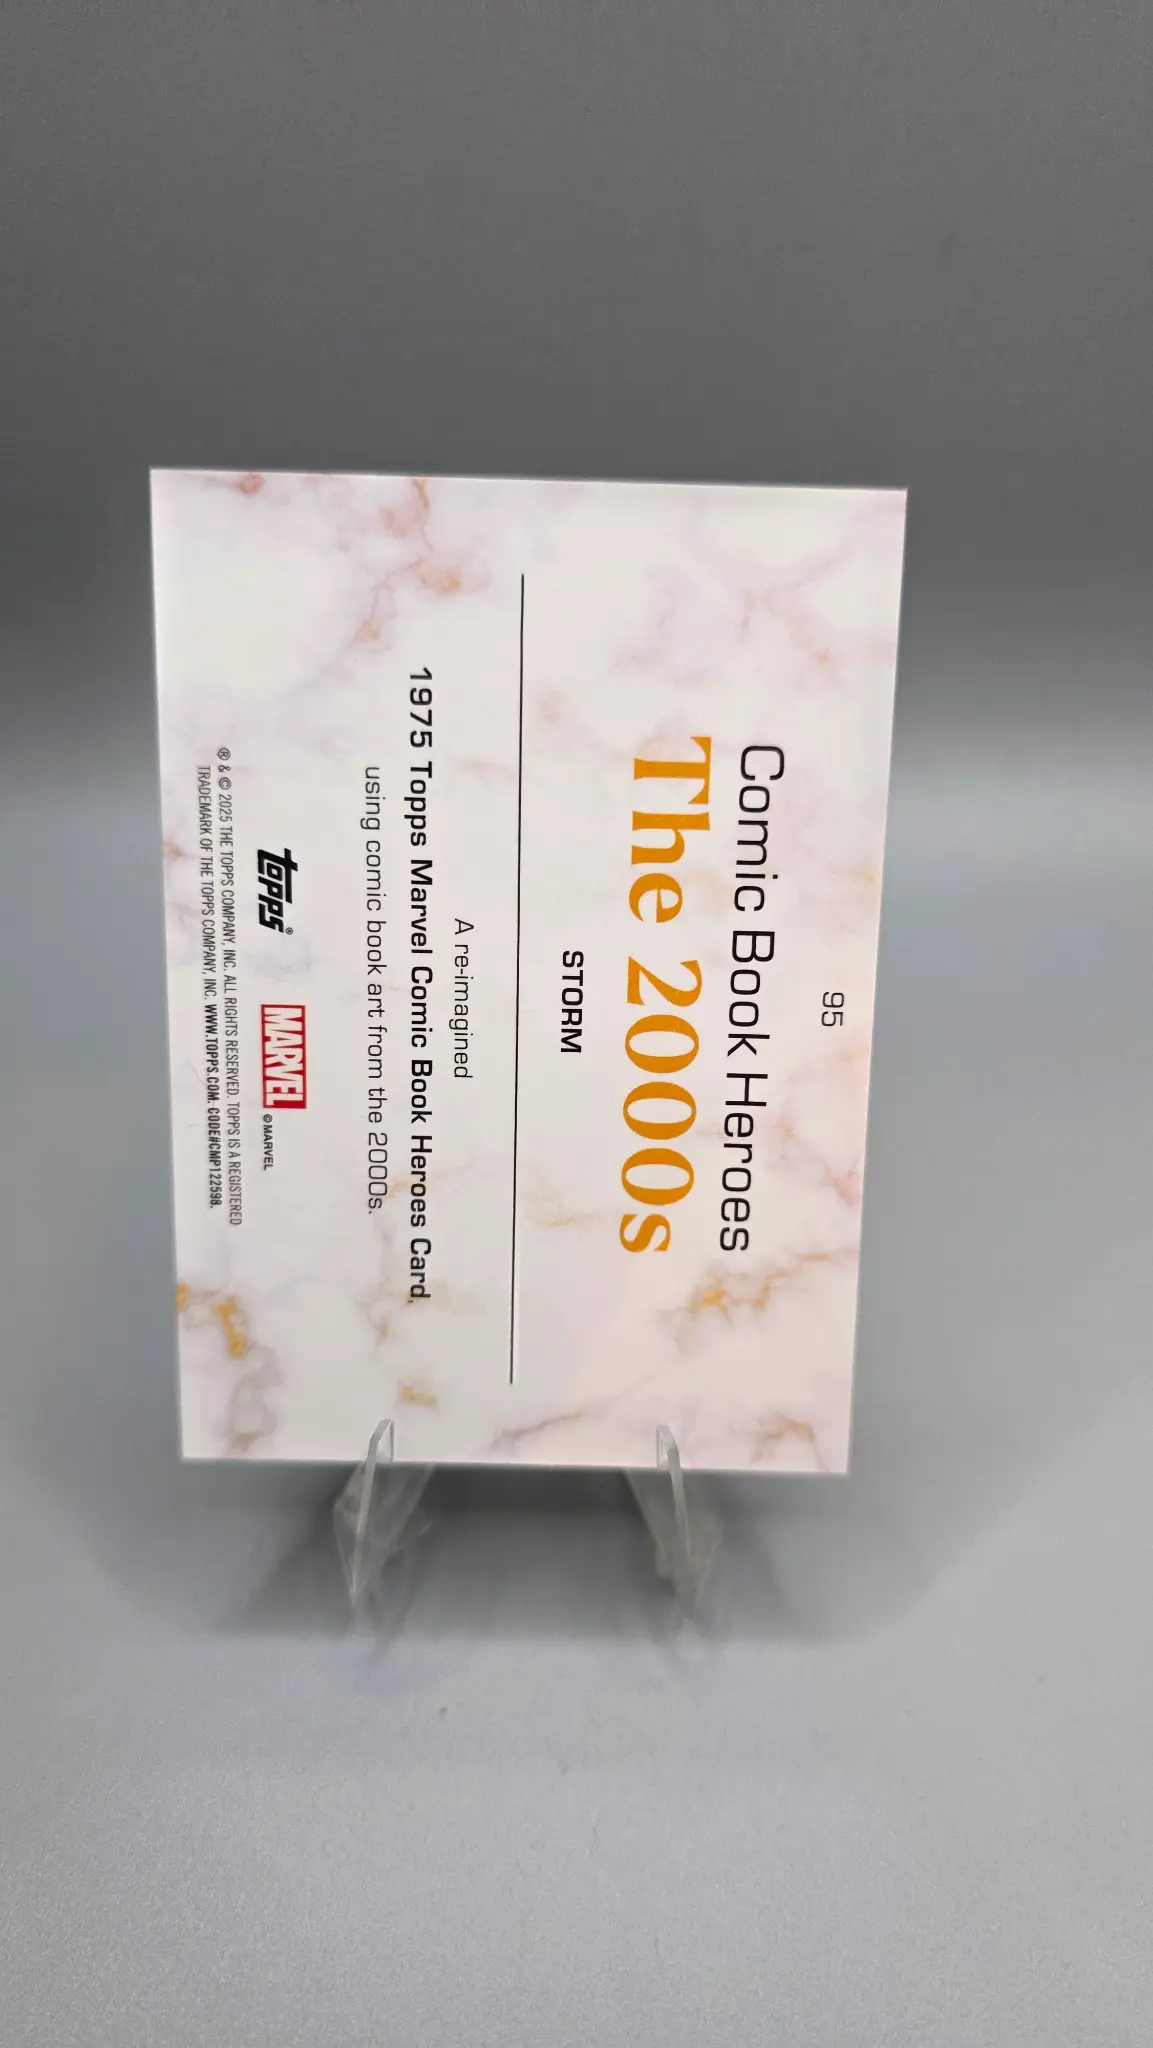 95
Comic Book Heroes
The 2000s
STORM
A re-imagined
1975 Topps Marvel Comic Book Heroes Card,
using comic book art from the 2000s.
topps® MARVEL ©MARVEL
® & © 2025 THE TOPPS COMPANY, INC. ALL RIGHTS RESERVED. TOPPS IS A REGISTERED
TRADEMARK OF THE TOPPS COMPANY, INC. WWW.TOPPS.COM. CODE#CMP122598.